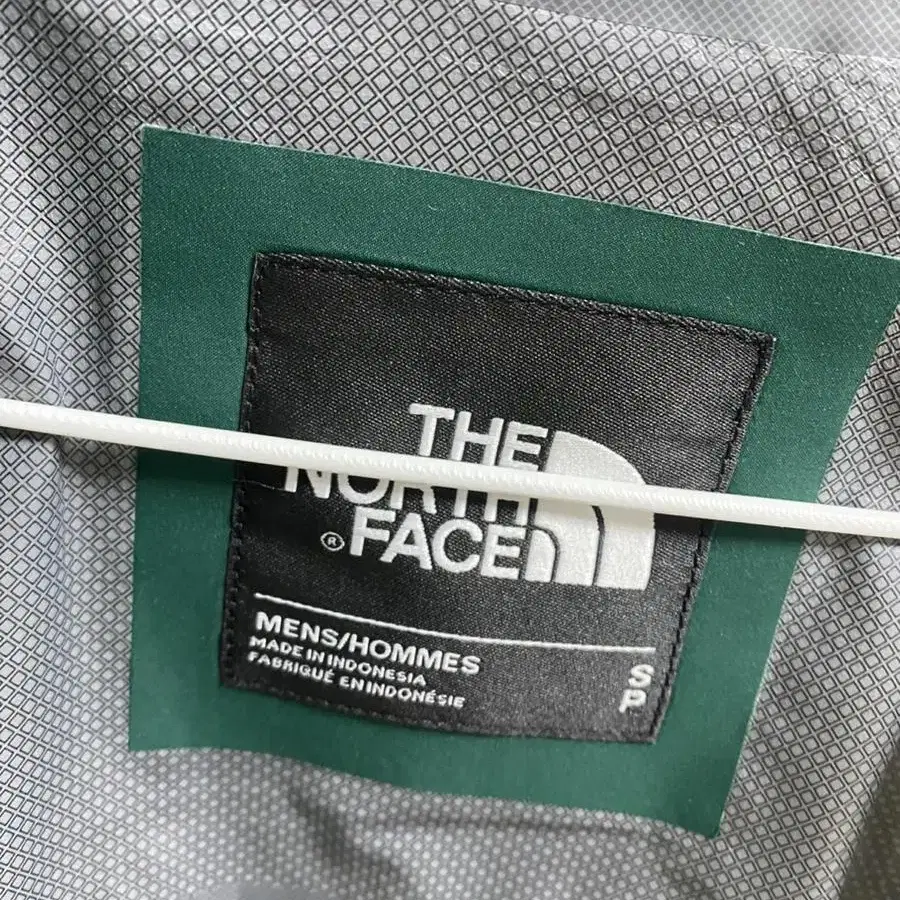 THE
NORTH
® FACE
MENS/HOMMES
MADE IN INDONESIA
FABRIQUÉ EN INDONÉSIE
S
P